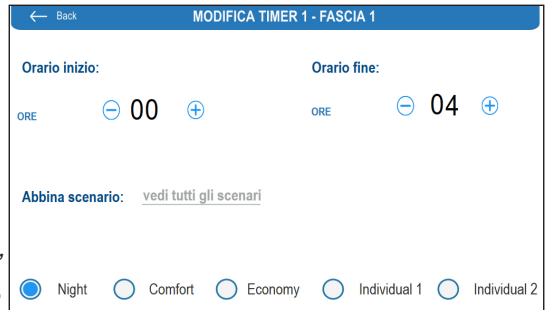 ← Back MODIFICA TIMER 1 - FASCIA 1
Orario inizio: Orario fine:
ORE 00 ORE 04
Abbina scenario: vedi tutti gli scenari
Night Comfort Economy Individual 1 Individual 2